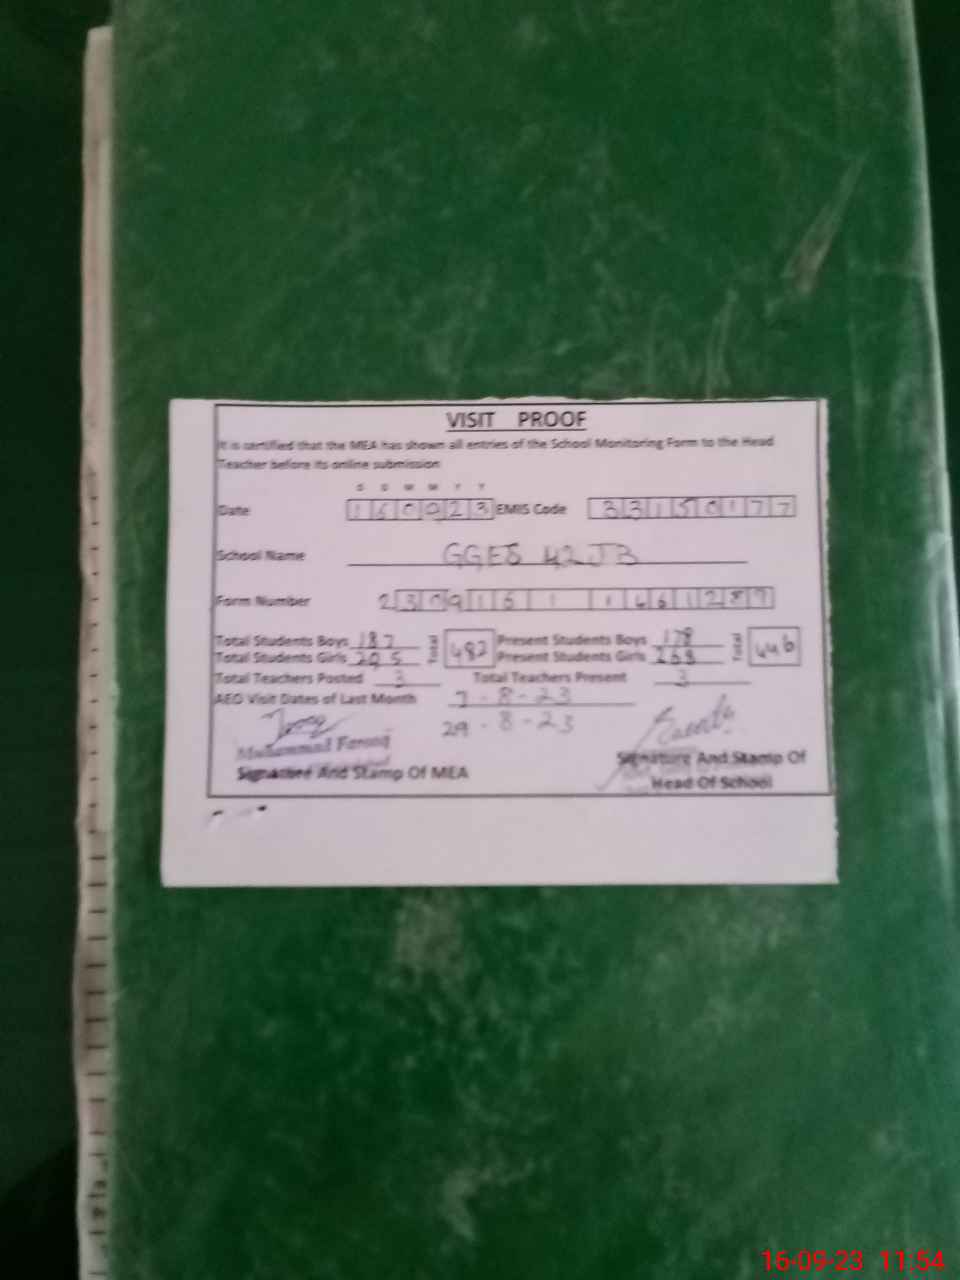 VISIT PROOF
It is certified that the MEA has shown all entries of the School Monitoring Form to the Head
Teacher before its online submission
D D M M Y Y
Date 160923 EMIS Code 33150177
School Name GGES 42JB
Form Number
Total Students Boys 187 Total 482 Present Students Boys 178 Total 446
Total Students Girls 295 Present Students Girls 268
Total Teachers Posted 3 Total Teachers Present 3
AEO Visit Dates of Last Month 7-8-23
29-8-23
Muhammad Farooq
Signature And Stamp Of MEA
Signature And Stamp Of
Head Of School
16-09-23 11:54